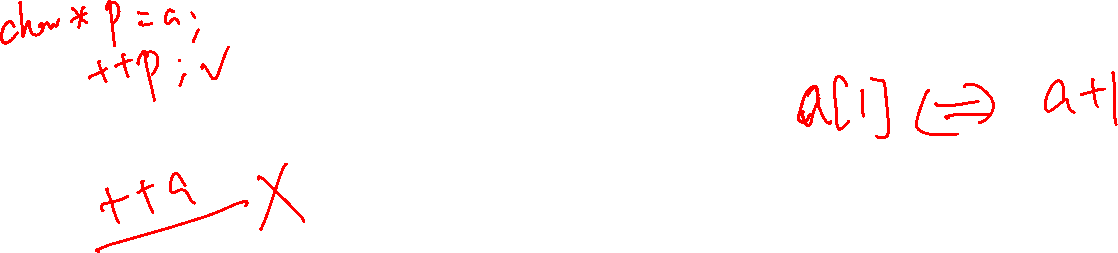 char * p = a;
++p; ✓
a[1] ⇔ a+1
++a ✗